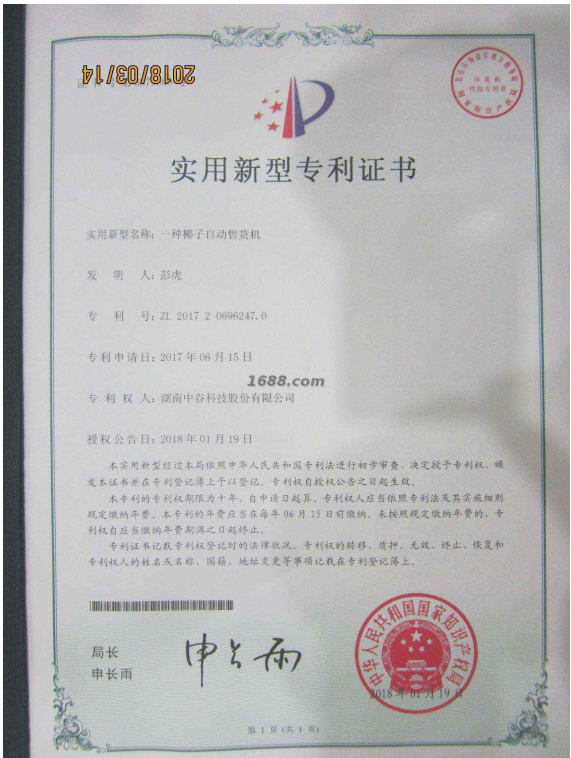 2018/03/14
实用新型专利证书
实用新型名称：一种椰子自动售货机
发 明 人：彭虎
专 利 号：ZL 2017 2 0696247.0
专利申请日：2017年06月15日
1688.com
专 利 权 人：湖南中谷科技股份有限公司
授权公告日：2018年01月19日
本实用新型经过本局依照中华人民共和国专利法进行初步审查，决定授予专利权，颁
发本证书并在专利登记簿上予以登记。专利权自授权公告之日起生效。
本专利的专利权期限为十年，自申请日起算。专利权人应当依照专利法及其实施细则
规定缴纳年费。本专利的年费应当在每年06月15日前缴纳。未按照规定缴纳年费的，专利
权自应当缴纳年费期满之日起终止。
专利证书记载专利权登记时的法律状况。专利权的转移、质押、无效、终止、恢复和
专利权人的姓名或名称、国籍、地址变更等事项记载在专利登记簿上。
局长
申长雨
申长雨
中华人民共和国国家知识产权局
2018年01月19日
第 1 页 (共 1 页)